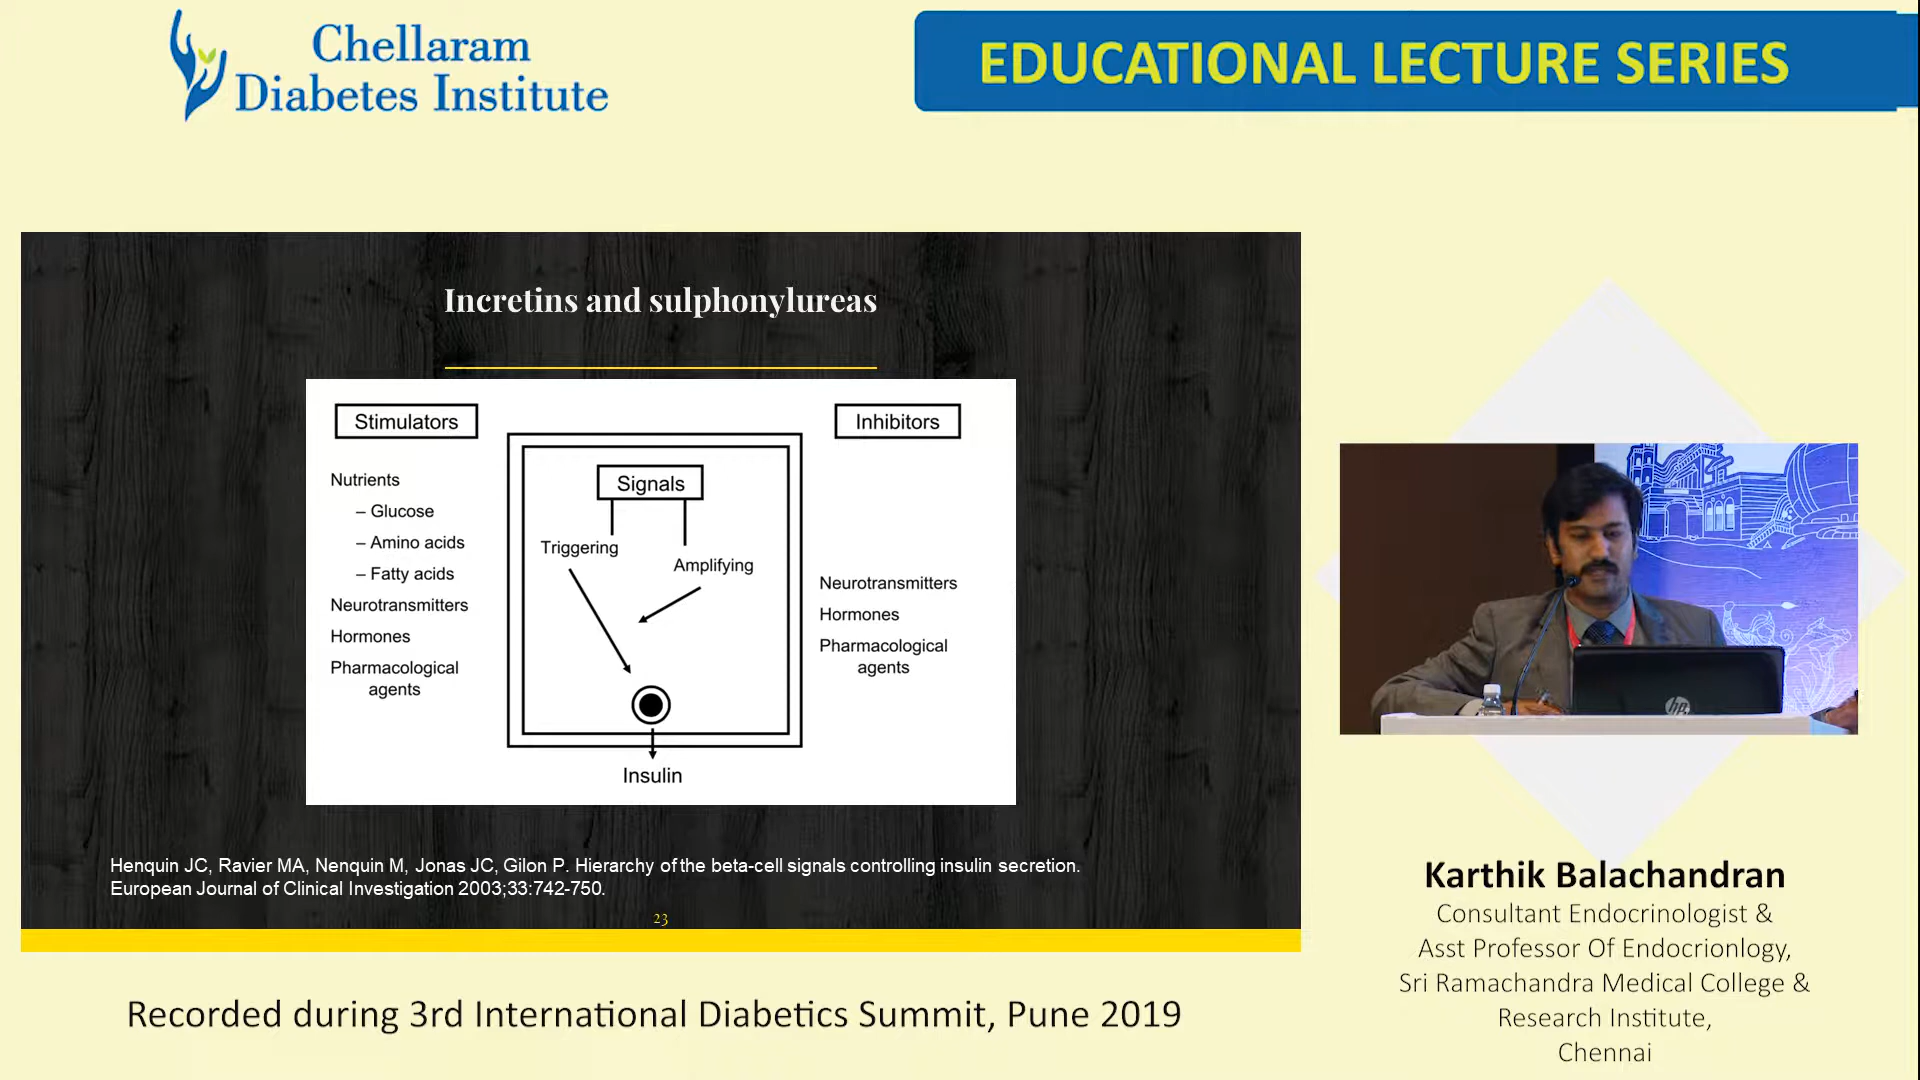 Chellaram
Diabetes Institute
EDUCATIONAL LECTURE SERIES
Incretins and sulphonylureas
Stimulators
Nutrients
– Glucose
– Amino acids
– Fatty acids
Neurotransmitters
Hormones
Pharmacological
agents
Signals
Triggering
Amplifying
Insulin
Inhibitors
Neurotransmitters
Hormones
Pharmacological
agents
Henquin JC, Ravier MA, Nenquin M, Jonas JC, Gilon P. Hierarchy of the beta-cell signals controlling insulin secretion.
European Journal of Clinical Investigation 2003;33:742-750.
23
hp
Karthik Balachandran
Consultant Endocrinologist &
Asst Professor Of Endocrionlogy,
Sri Ramachandra Medical College &
Research Institute,
Chennai
Recorded during 3rd International Diabetics Summit, Pune 2019